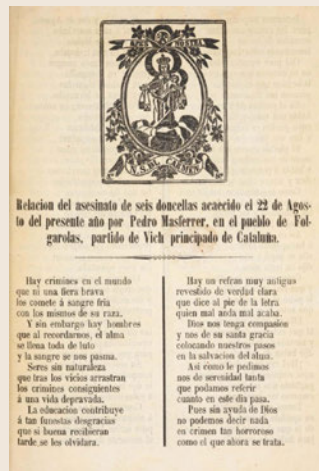 ORA PRO NOBIS
N. S. DEL CARMEN
Relacion del asesinato de seis doncellas acaecido el 22 de Agos-
to del presente año por Pedro Masferrer, en el pueblo de Fol-
garolas, partido de Vich principado de Cataluña.
Hay crimines en el mundo
que ni una fiera brava
los comete á sangre fria
con los mismos de su raza.
Y sin embargo hay hombres
que al recordarnos, el alma
se llena toda de luto
y la sangre se nos pasma.
Seres sin naturaleza
que tras los vicios arrastran
los crimines consiguientes
á una vida depravada.
La educacion contribuye
á tan funestas desgracias
que si buena recibieran
tarde se les olvidara.
Hay un refran muy antiguo
revestido de verdad clara
que dice al pie de la letra
quien mal anda mal acaba.
Dios nos tenga compasion
y nos de su santa gracia
colocando nuestros pasos
en la salvacion del alma.
Asi como le pedimos
nos de serenidad tanta
que podamos referir
cuanto en este dia pasa.
Pues sin ayuda de Dios
no podemos decir nada
en crimen tan horroroso
como el que ahora se trata.